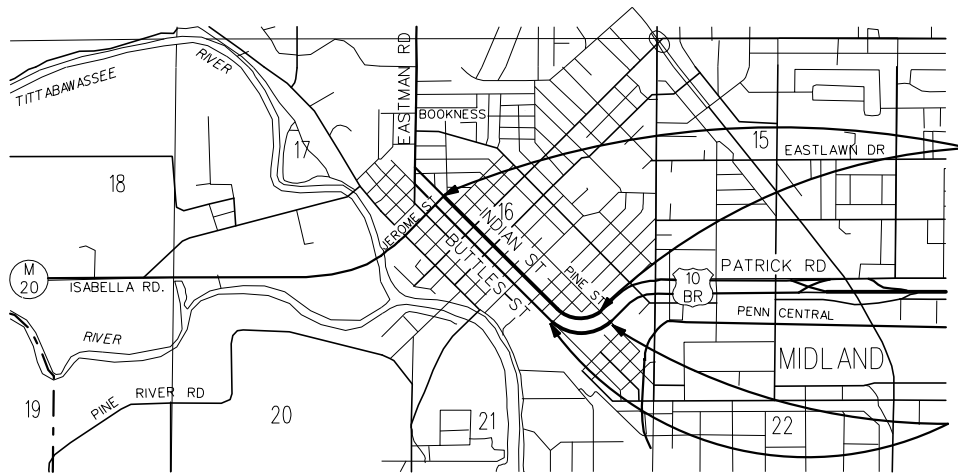 RIVER
TITTABAWASSEE
EASTMAN RD
BOOKNESS
17
15
EASTLAWN DR
18
16
JEROME ST
INDIAN ST
BUTTLES ST
PINE ST
M
20
ISABELLA RD.
10
BR
PATRICK RD
PENN CENTRAL
RIVER
MIDLAND
PINE RIVER RD
19
20
21
22